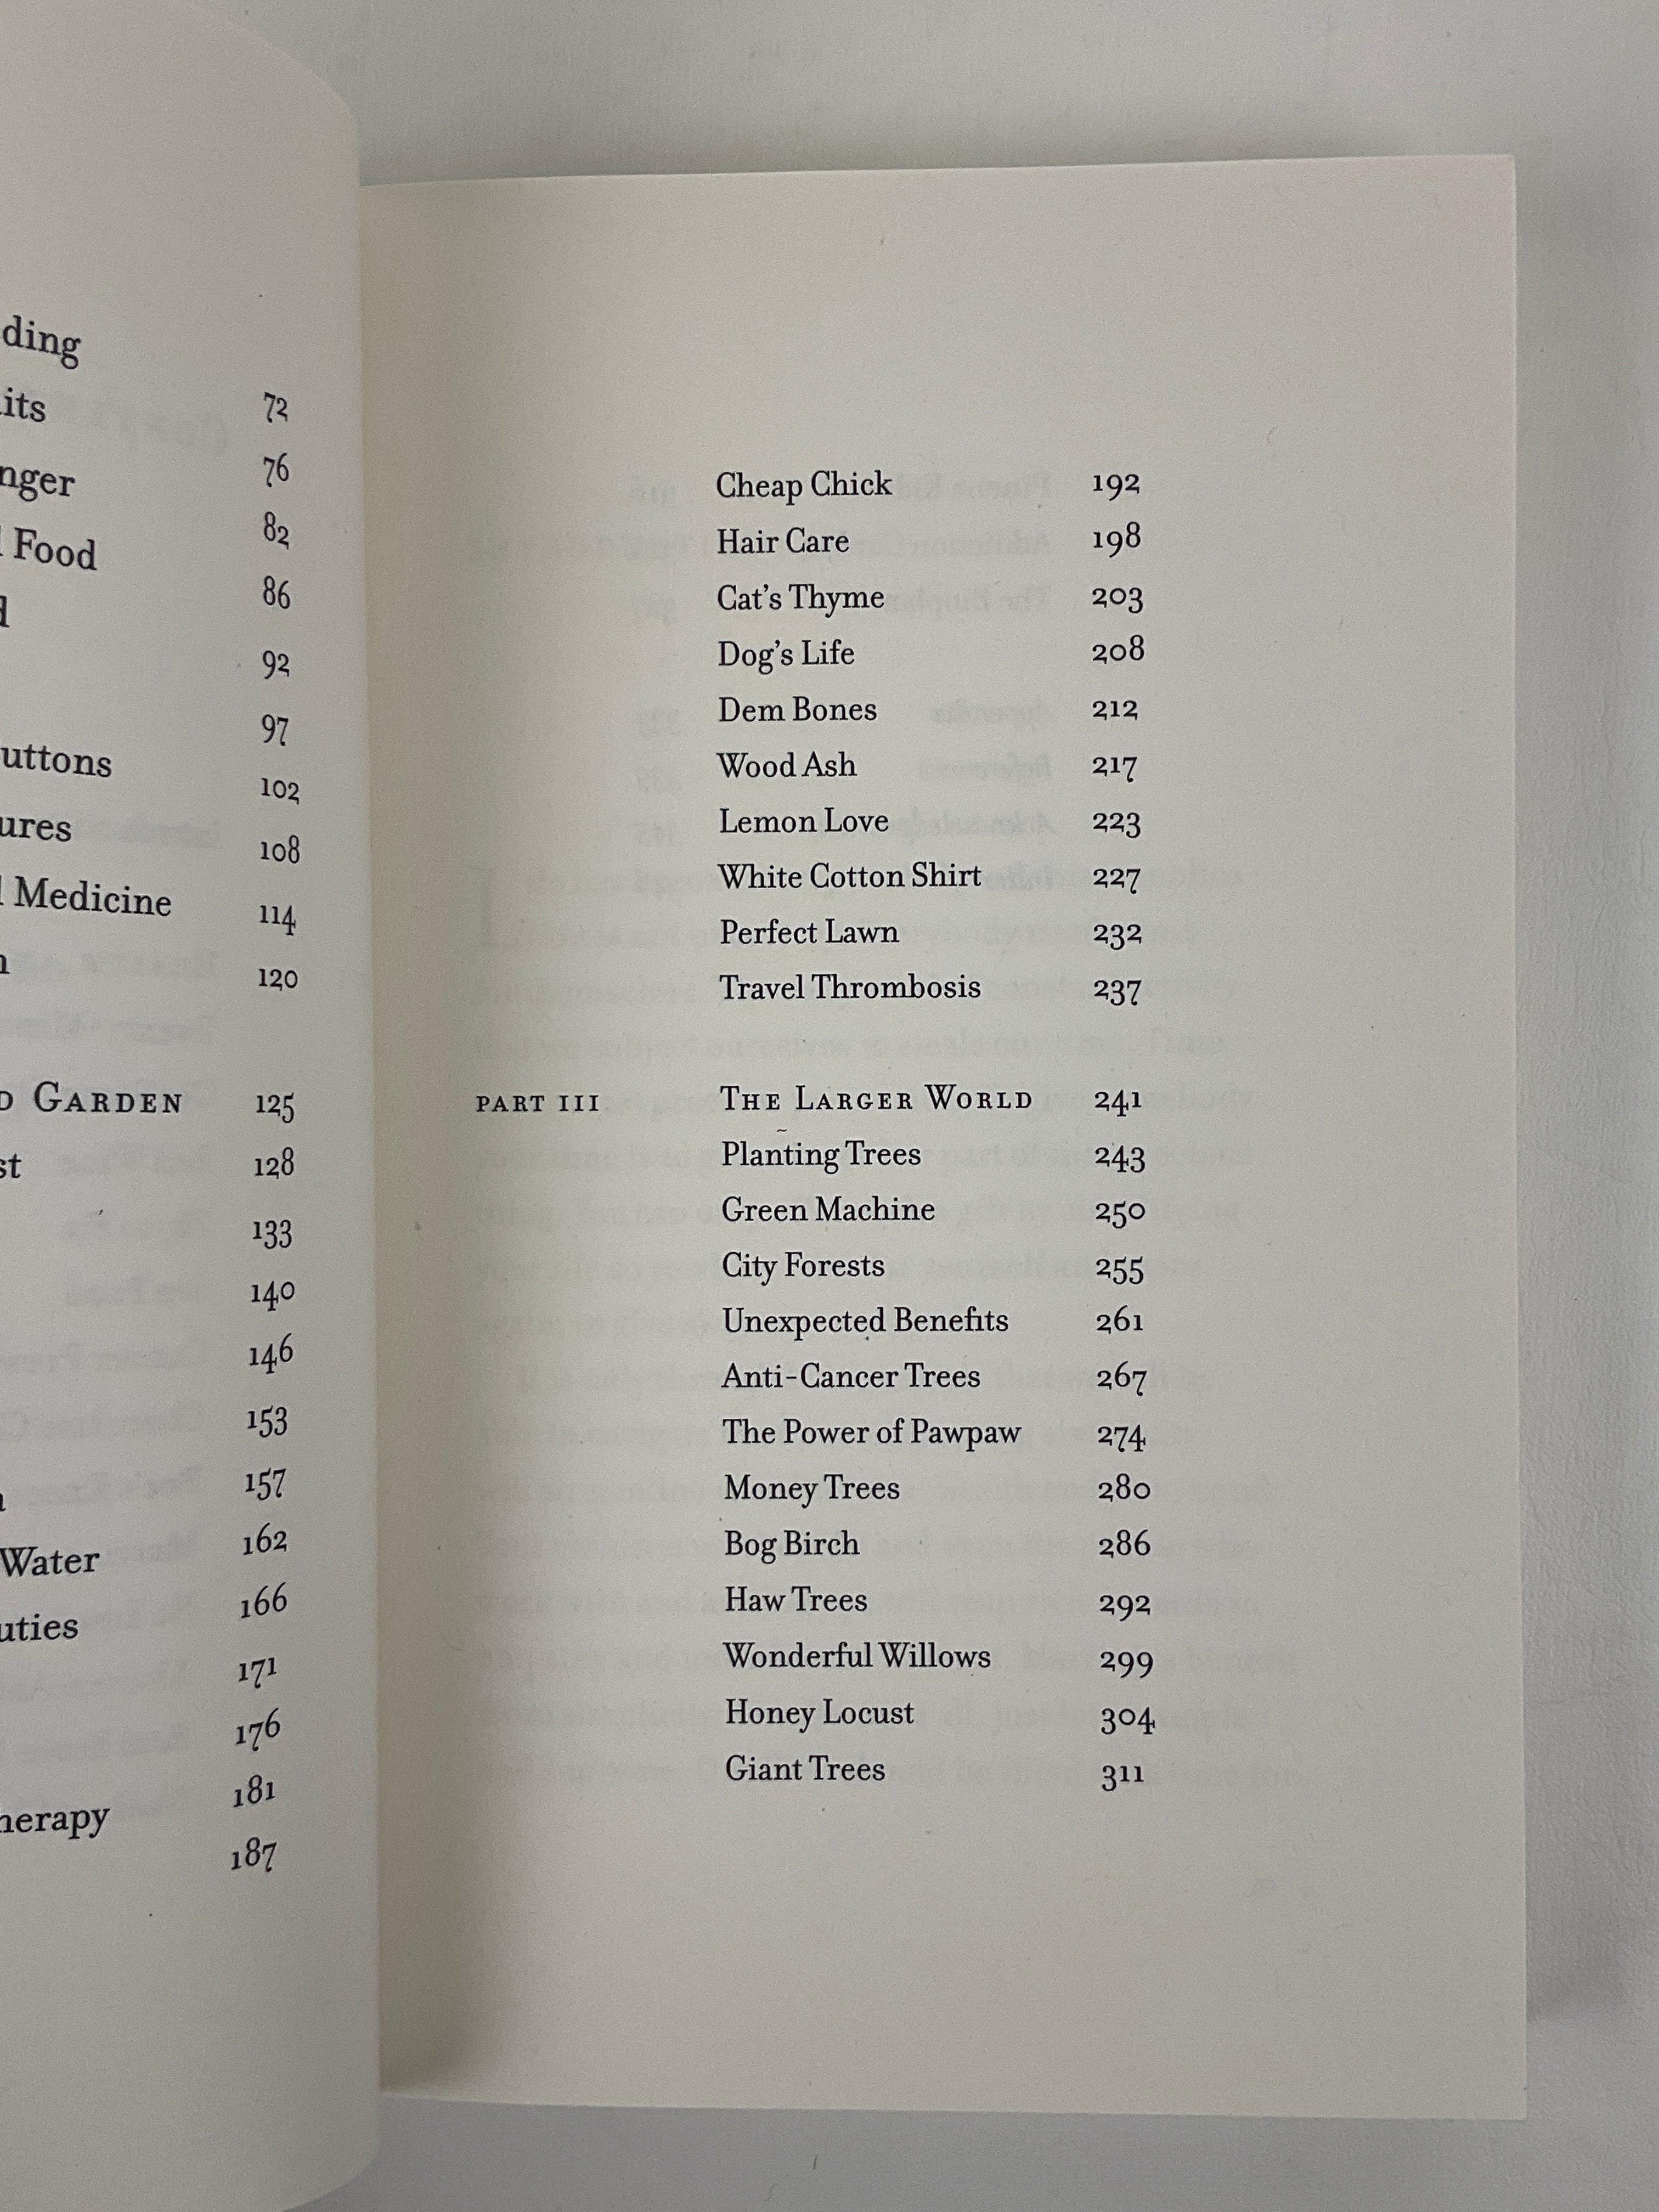 ding
its 72
nger 76
Food 82
86
92
97
uttons 102
ures 108
Medicine 114
120
GARDEN 125
st 128
133
140
146
153
157
Water 162
uties 166
171
176
181
herapy 187
Cheap Chick 192
Hair Care 198
Cat's Thyme 203
Dog's Life 208
Dem Bones 212
Wood Ash 217
Lemon Love 223
White Cotton Shirt 227
Perfect Lawn 232
Travel Thrombosis 237
PART III THE LARGER WORLD 241
Planting Trees 243
Green Machine 250
City Forests 255
Unexpected Benefits 261
Anti-Cancer Trees 267
The Power of Pawpaw 274
Money Trees 280
Bog Birch 286
Haw Trees 292
Wonderful Willows 299
Honey Locust 304
Giant Trees 311